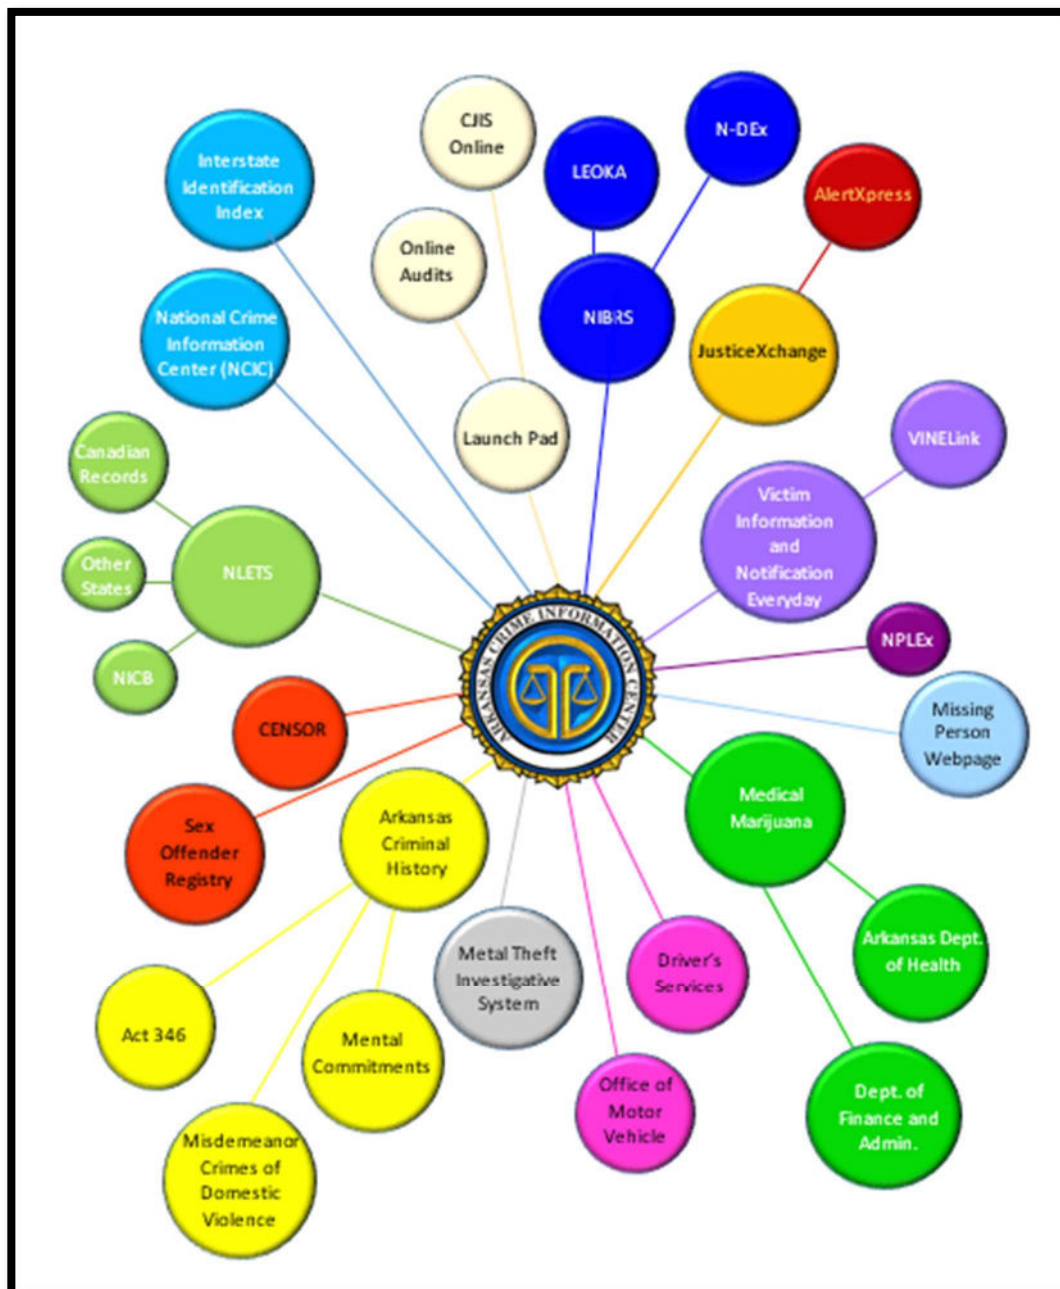 CJIS
Online
N-DEx
Interstate
Identification
Index
LEOKA
AlertXpress
Online
Audits
National Crime
Information
Center (NCIC)
NIBRS
JusticeXchange
Launch Pad
VINELink
Canadian
Records
Victim
Information
and
Notification
Everyday
Other
States
NLETS
NICB
NPLEx
ARKANSAS CRIME INFORMATION CENTER
CENSOR
Missing
Person
Webpage
Sex
Offender
Registry
Arkansas
Criminal
History
Medical
Marijuana
Metal Theft
Investigative
System
Driver's
Services
Arkansas Dept.
of Health
Act 346
Mental
Commitments
Office of
Motor
Vehicle
Dept. of
Finance and
Admin.
Misdemeanor
Crimes of
Domestic
Violence